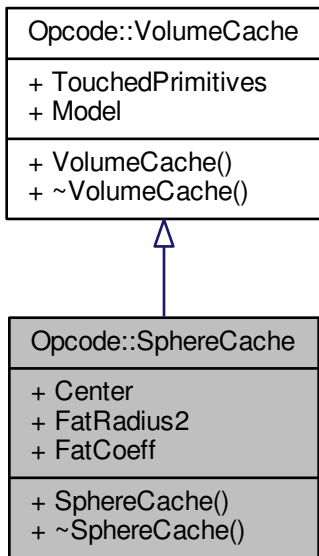 Opcode::VolumeCache
+ TouchedPrimitives
+ Model
+ VolumeCache()
+ ~VolumeCache()
Opcode::SphereCache
+ Center
+ FatRadius2
+ FatCoeff
+ SphereCache()
+ ~SphereCache()